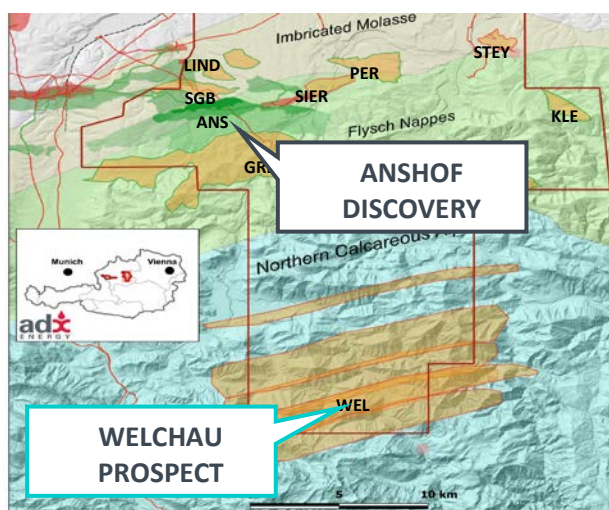 Imbricated Molasse
STEY
LIND
PER
SGB
SIER
ANS
KLE
Flysch Nappes
ANSHOF
DISCOVERY
Northern Calcareous
Munich
Vienna
adx
ENERGY
WEL
WELCHAU
PROSPECT
5
10 km